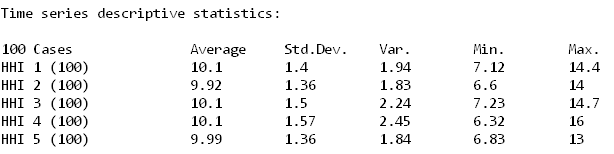 Time series descriptive statistics:
100 Cases Average Std.Dev. Var. Min. Max.
HHI 1 (100) 10.1 1.4 1.94 7.12 14.4
HHI 2 (100) 9.92 1.36 1.83 6.6 14
HHI 3 (100) 10.1 1.5 2.24 7.23 14.7
HHI 4 (100) 10.1 1.57 2.45 6.32 16
HHI 5 (100) 9.99 1.36 1.84 6.83 13